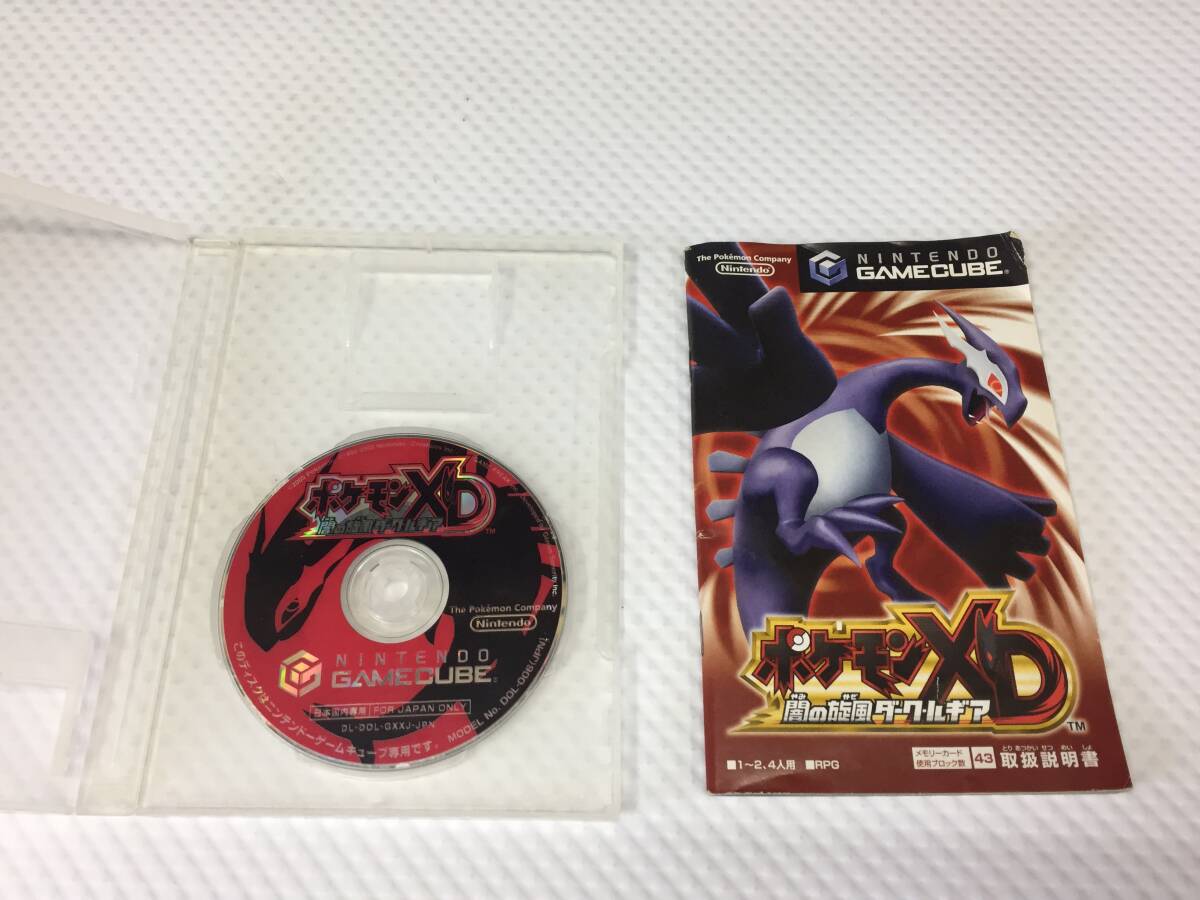 ポケモンXD
闇の旋風ダーク・ルギア
TM
The Pokémon Company
Nintendo
NINTENDO
GAMECUBE
日本国内専用 FOR JAPAN ONLY
DL-DOL-GXXJ-JPN
このディスクはニンテンドーゲームキューブ専用です。
MODEL No. DOL-006(JPN)
The Pokémon Company
Nintendo
NINTENDO
GAMECUBE®
ポケモンXD
やみ せんぷう
闇の旋風ダーク・ルギア
TM
■1~2、4人用 ■RPG
メモリーカード
使用ブロック数 43
とり あつかい せつ めい しょ
取扱説明書